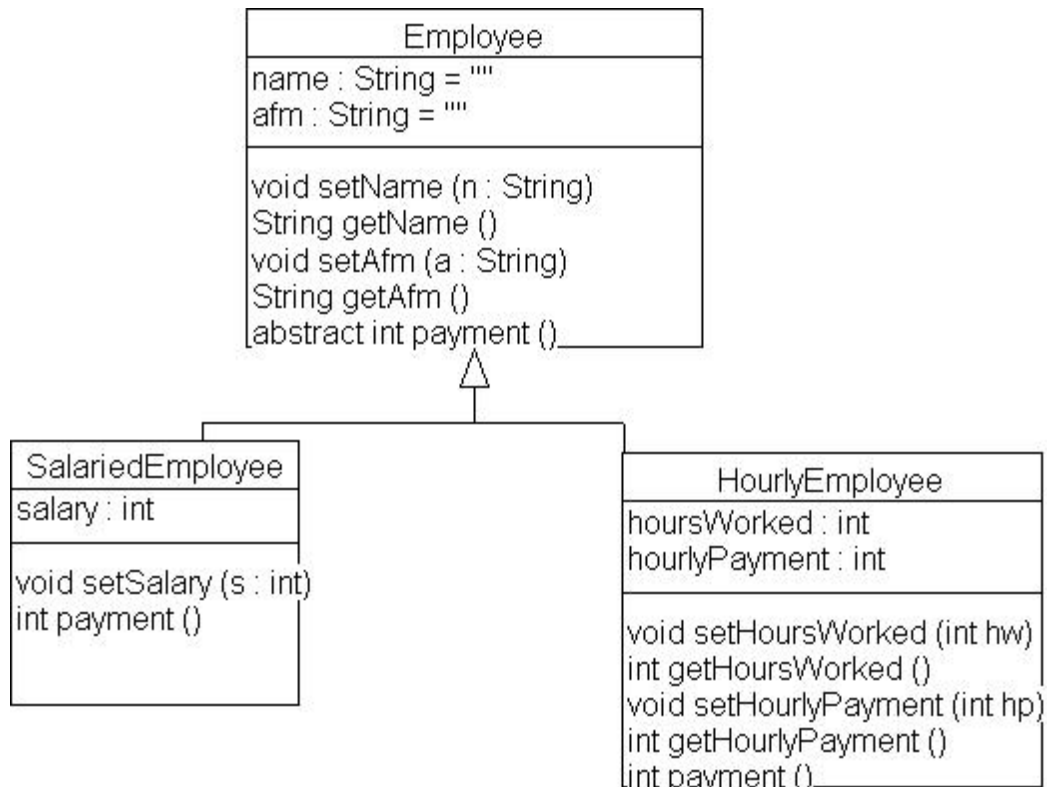 Employee
name : String = ""
afm : String = ""
void setName (n : String)
String getName ()
void setAfm (a : String)
String getAfm ()
abstract int payment ()
SalariedEmployee
salary : int
void setSalary (s : int)
int payment ()
HourlyEmployee
hoursWorked : int
hourlyPayment : int
void setHoursWorked (int hw)
int getHoursWorked ()
void setHourlyPayment (int hp)
int getHourlyPayment ()
int payment ()